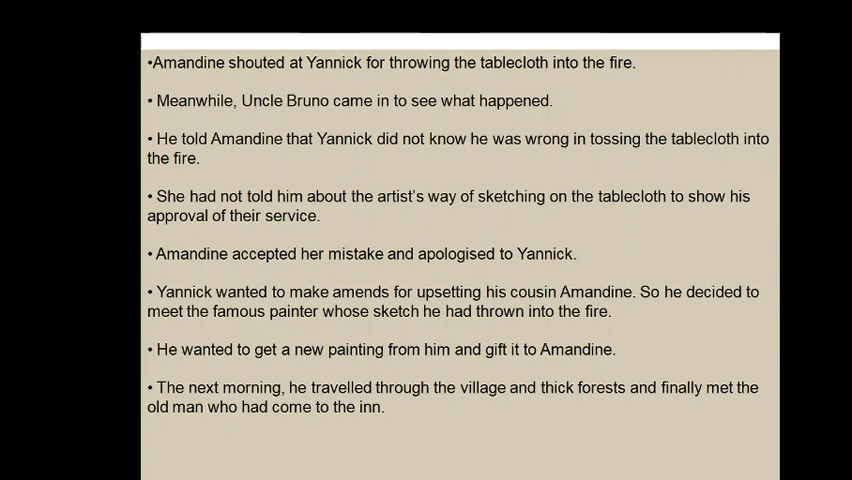 •Amandine shouted at Yannick for throwing the tablecloth into the fire.
• Meanwhile, Uncle Bruno came in to see what happened.
• He told Amandine that Yannick did not know he was wrong in tossing the tablecloth into
the fire.
• She had not told him about the artist's way of sketching on the tablecloth to show his
approval of their service.
• Amandine accepted her mistake and apologised to Yannick.
• Yannick wanted to make amends for upsetting his cousin Amandine. So he decided to
meet the famous painter whose sketch he had thrown into the fire.
• He wanted to get a new painting from him and gift it to Amandine.
• The next morning, he travelled through the village and thick forests and finally met the
old man who had come to the inn.